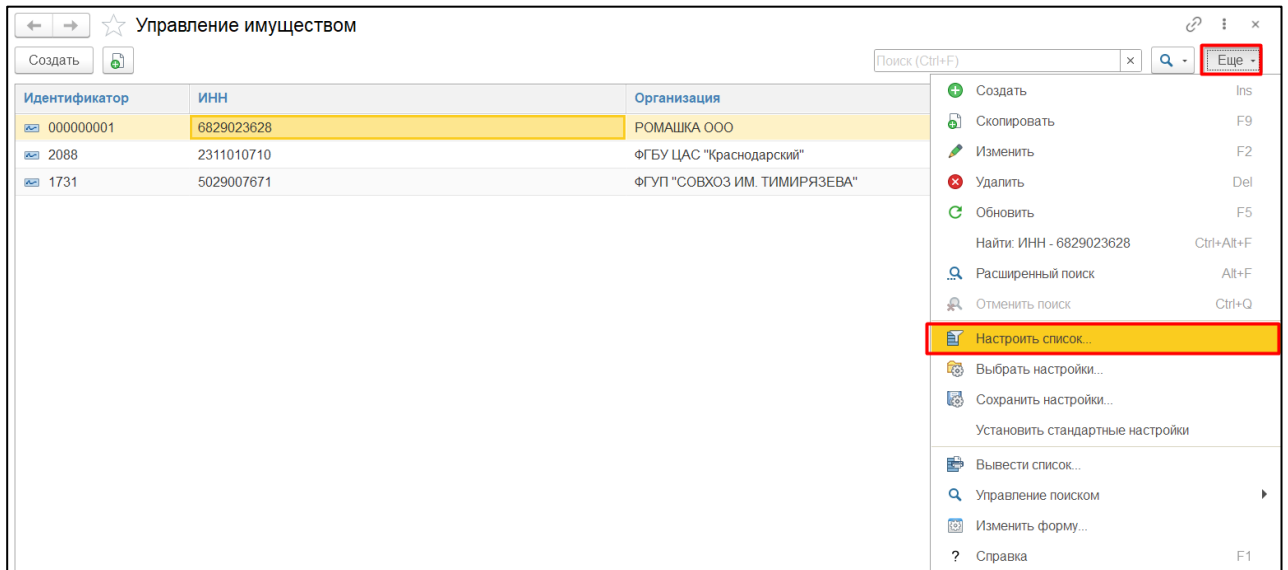 Управление имуществом
Создать
Поиск (Ctrl+F)
Еще
Идентификатор ИНН Организация
000000001 6829023628 РОМАШКА ООО
2088 2311010710 ФГБУ ЦАС "Краснодарский"
1731 5029007671 ФГУП "СОВХОЗ ИМ. ТИМИРЯЗЕВА"
Создать Ins
Скопировать F9
Изменить F2
Удалить Del
Обновить F5
Найти: ИНН - 6829023628 Ctrl+Alt+F
Расширенный поиск Alt+F
Отменить поиск Ctrl+Q
Настроить список...
Выбрать настройки...
Сохранить настройки...
Установить стандартные настройки
Вывести список...
Управление поиском
Изменить форму...
? Справка F1